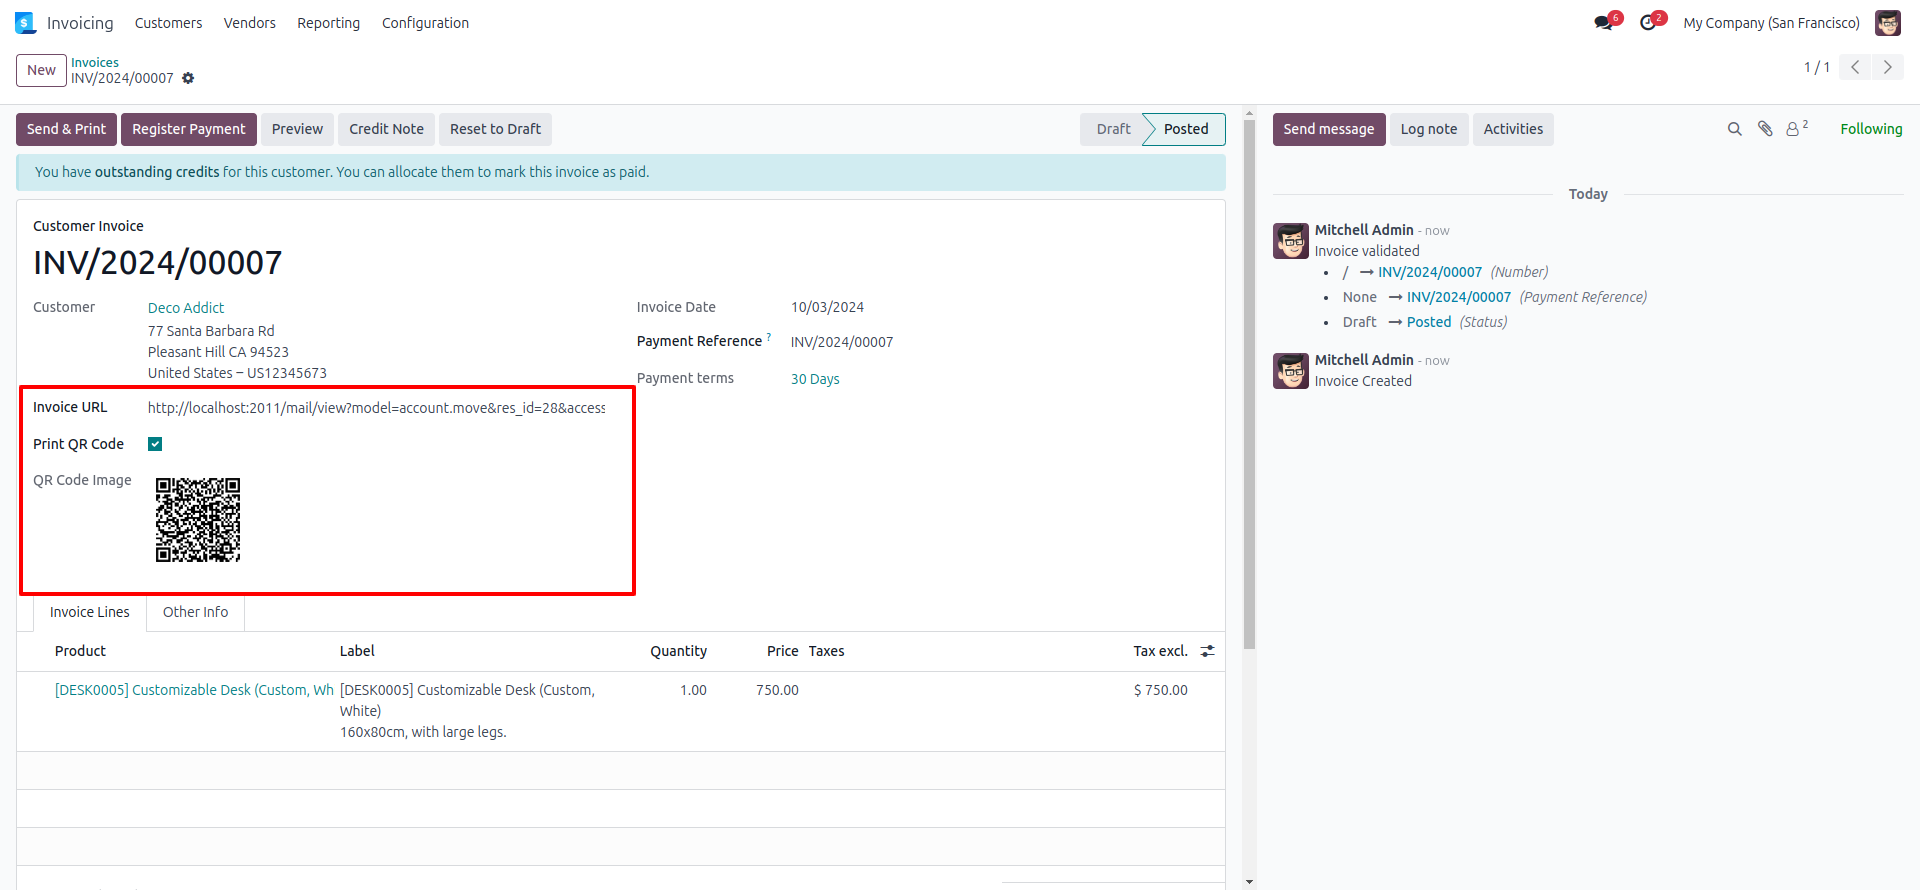 Invoicing Customers Vendors Reporting Configuration 6 2 My Company (San Francisco)
New Invoices
INV/2024/00007
1 / 1
Send & Print Register Payment Preview Credit Note Reset to Draft Draft Posted
Send message Log note Activities 2 Following
You have outstanding credits for this customer. You can allocate them to mark this invoice as paid.
Customer Invoice
INV/2024/00007
Customer Deco Addict
77 Santa Barbara Rd
Pleasant Hill CA 94523
United States – US12345673
Invoice Date 10/03/2024
Payment Reference ? INV/2024/00007
Payment terms 30 Days
Invoice URL http://localhost:2011/mail/view?model=account.move&res_id=28&access
Print QR Code
QR Code Image
Invoice Lines Other Info
Product Label Quantity Price Taxes Tax excl.
[DESK0005] Customizable Desk (Custom, Wh [DESK0005] Customizable Desk (Custom, 1.00 750.00 $ 750.00
White)
160x80cm, with large legs.
Today
Mitchell Admin - now
Invoice validated
• / → INV/2024/00007 (Number)
• None → INV/2024/00007 (Payment Reference)
• Draft → Posted (Status)
Mitchell Admin - now
Invoice Created